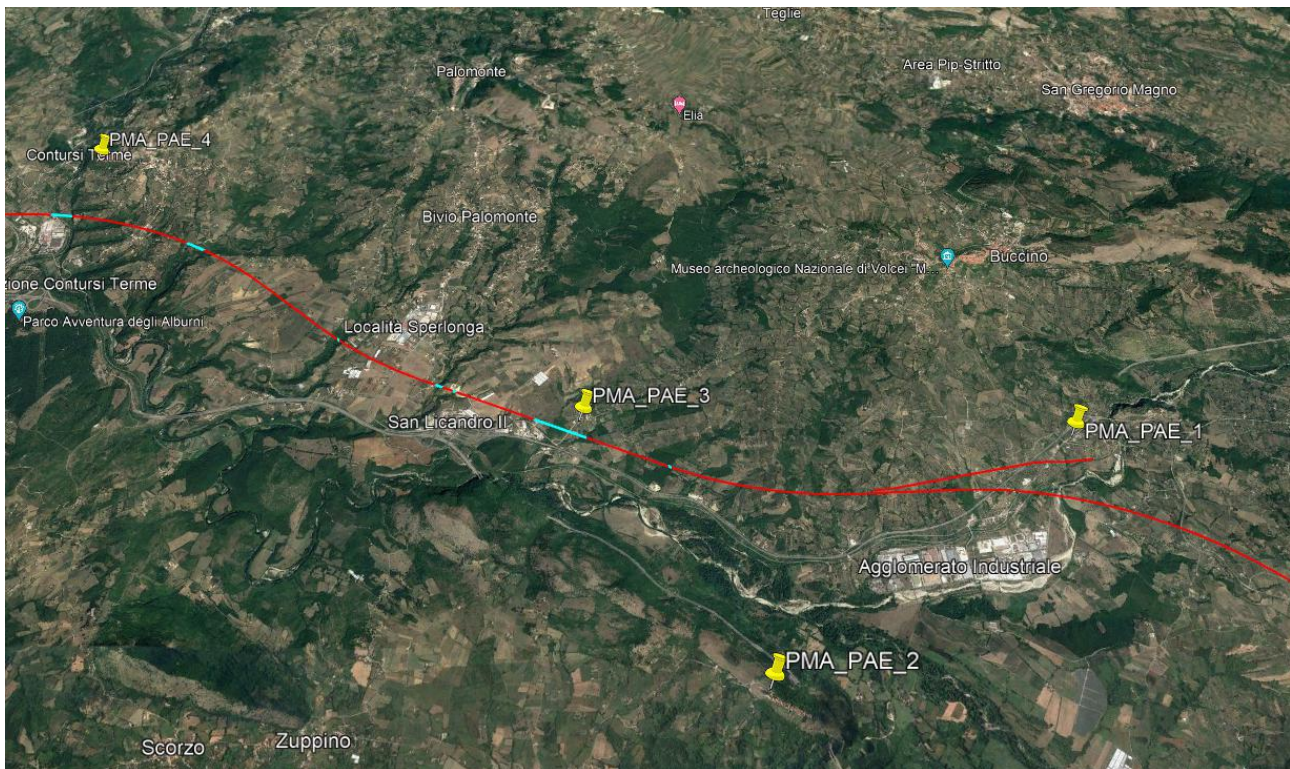 Teglie
Palomonte
Area Pip-Stritto
San Gregorio Magno
Elia
PMA_PAE_4
Contursi Terme
Bivio Palomonte
Museo archeologico Nazionale di Volcei "M...
Buccino
zione Contursi Terme
Parco Avventura degli Alburni
Località Sperlonga
PMA_PAE_3
San Licandro II
PMA_PAE_1
Agglomerato Industriale
PMA_PAE_2
Scorzo
Zuppino